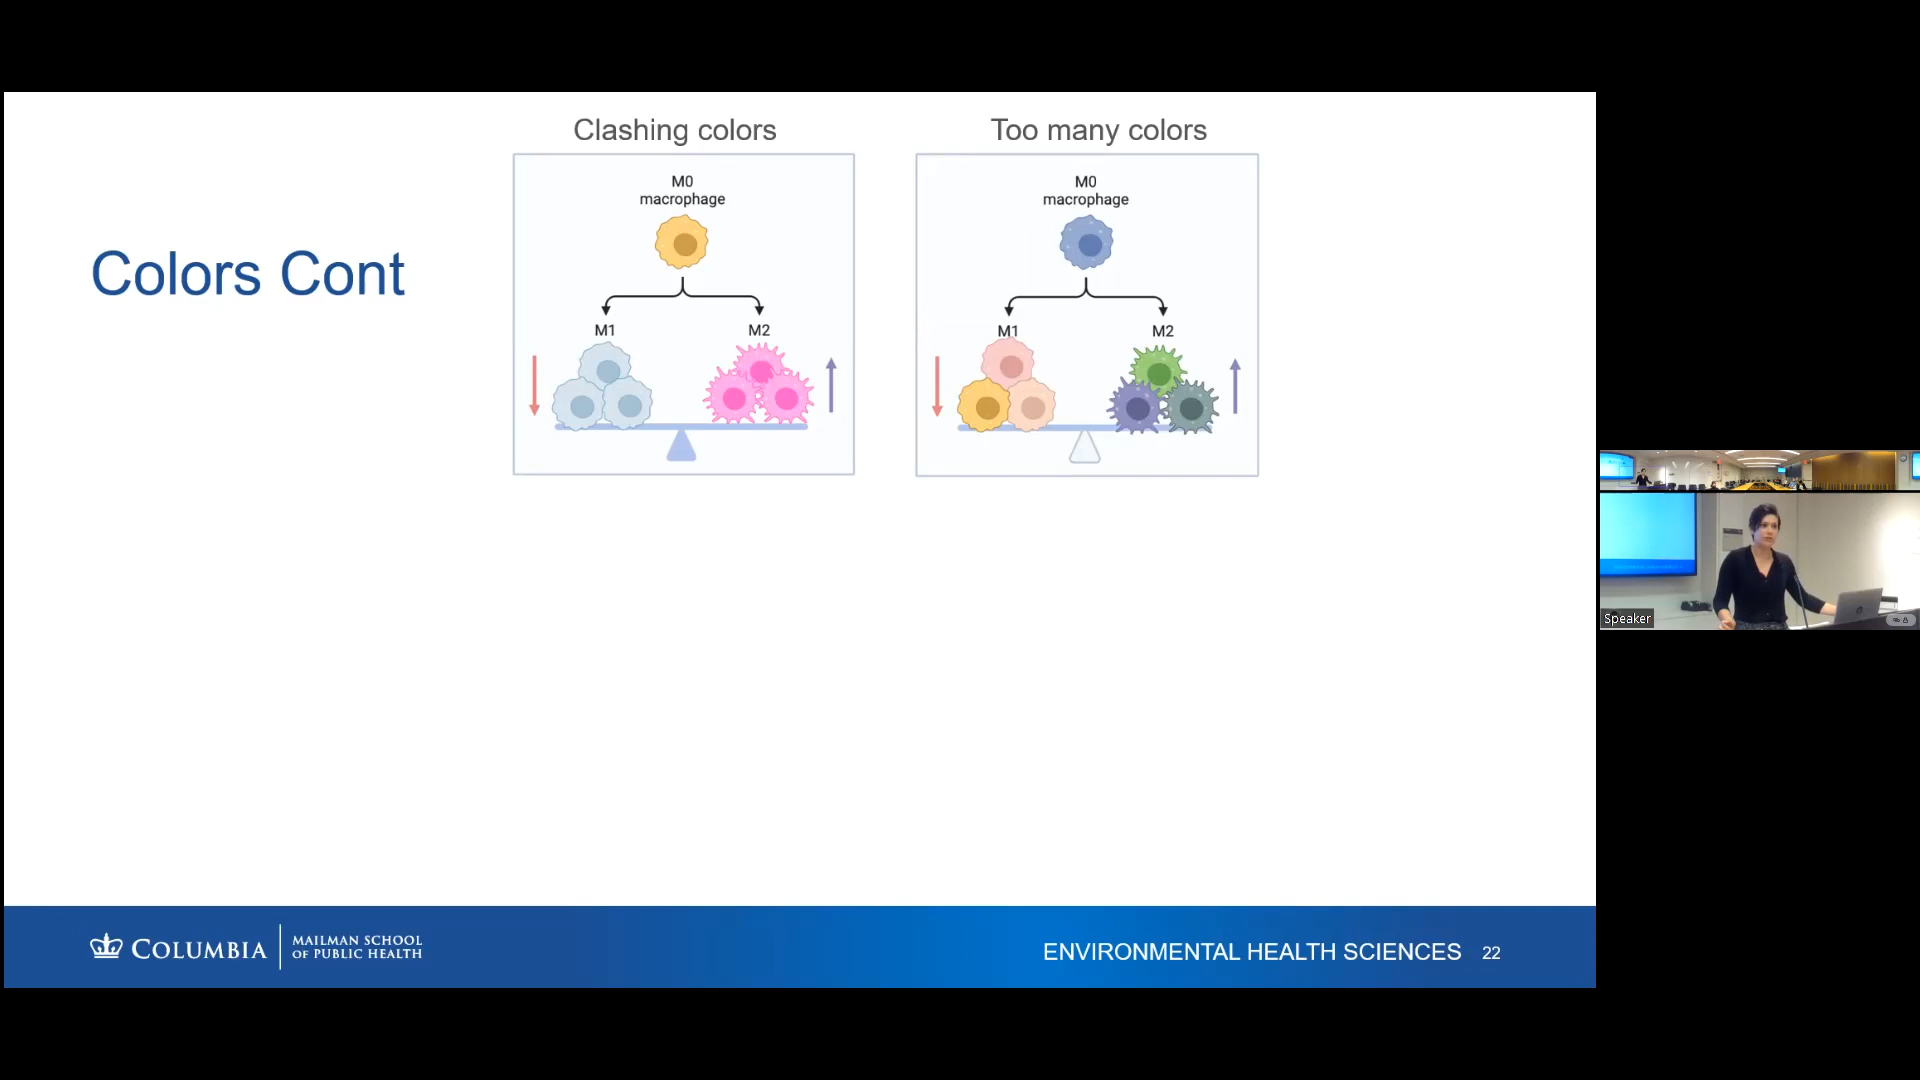 Clashing colors
Too many colors
M0
macrophage
M1
M2
M0
macrophage
M1
M2
Colors Cont
COLUMBIA
MAILMAN SCHOOL
OF PUBLIC HEALTH
ENVIRONMENTAL HEALTH SCIENCES 22
Speaker